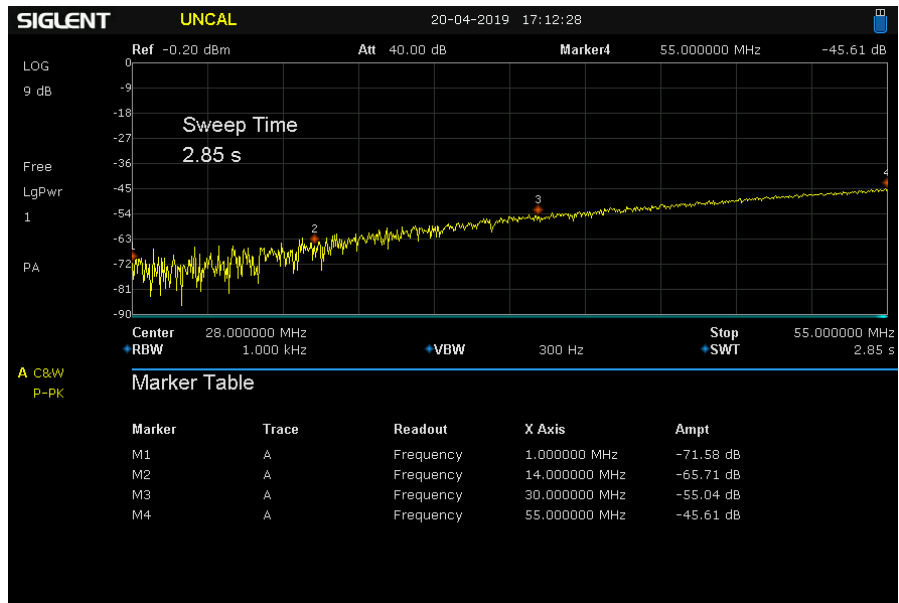 SIGLENT UNCAL 20-04-2019 17:12:28
Ref -0.20 dBm Att 40.00 dB Marker4 55.000000 MHz -45.61 dB
LOG
9 dB
Free
LgPwr
1
PA
0
-9
-18
-27
-36
-45
-54
-63
-72
-81
-90
Sweep Time
2.85 s
2
3
4
Center 28.000000 MHz Stop 55.000000 MHz
RBW 1.000 kHz VBW 300 Hz SWT 2.85 s
A C&W
P-PK
Marker Table
Marker Trace Readout X Axis Ampt
M1 A Frequency 1.000000 MHz -71.58 dB
M2 A Frequency 14.000000 MHz -65.71 dB
M3 A Frequency 30.000000 MHz -55.04 dB
M4 A Frequency 55.000000 MHz -45.61 dB